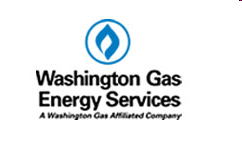 Washington Gas
Energy Services
A Washington Gas Affiliated Company